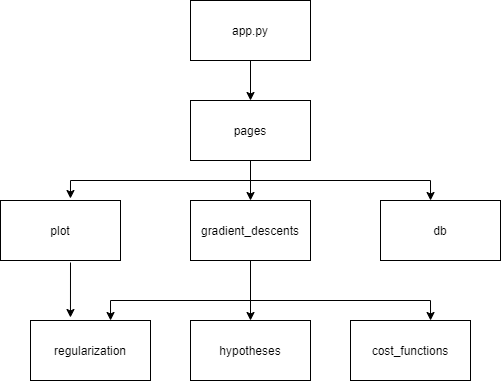 app.py
pages
plot
gradient_descents
db
regularization
hypotheses
cost_functions